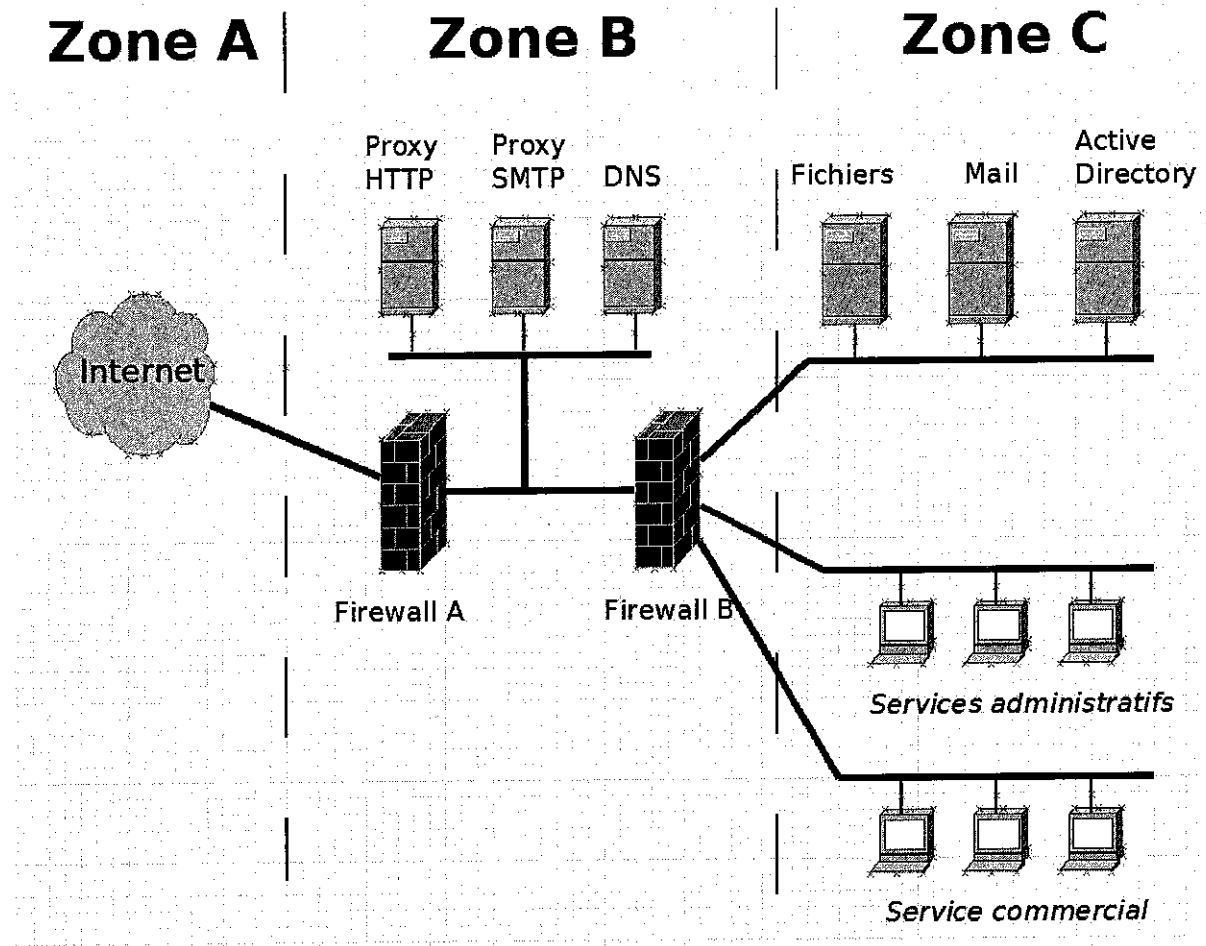 Zone A
Zone B
Zone C
Proxy
HTTP
Proxy
SMTP
DNS
Fichiers
Mail
Active
Directory
Internet
Firewall A
Firewall B
Services administratifs
Service commercial